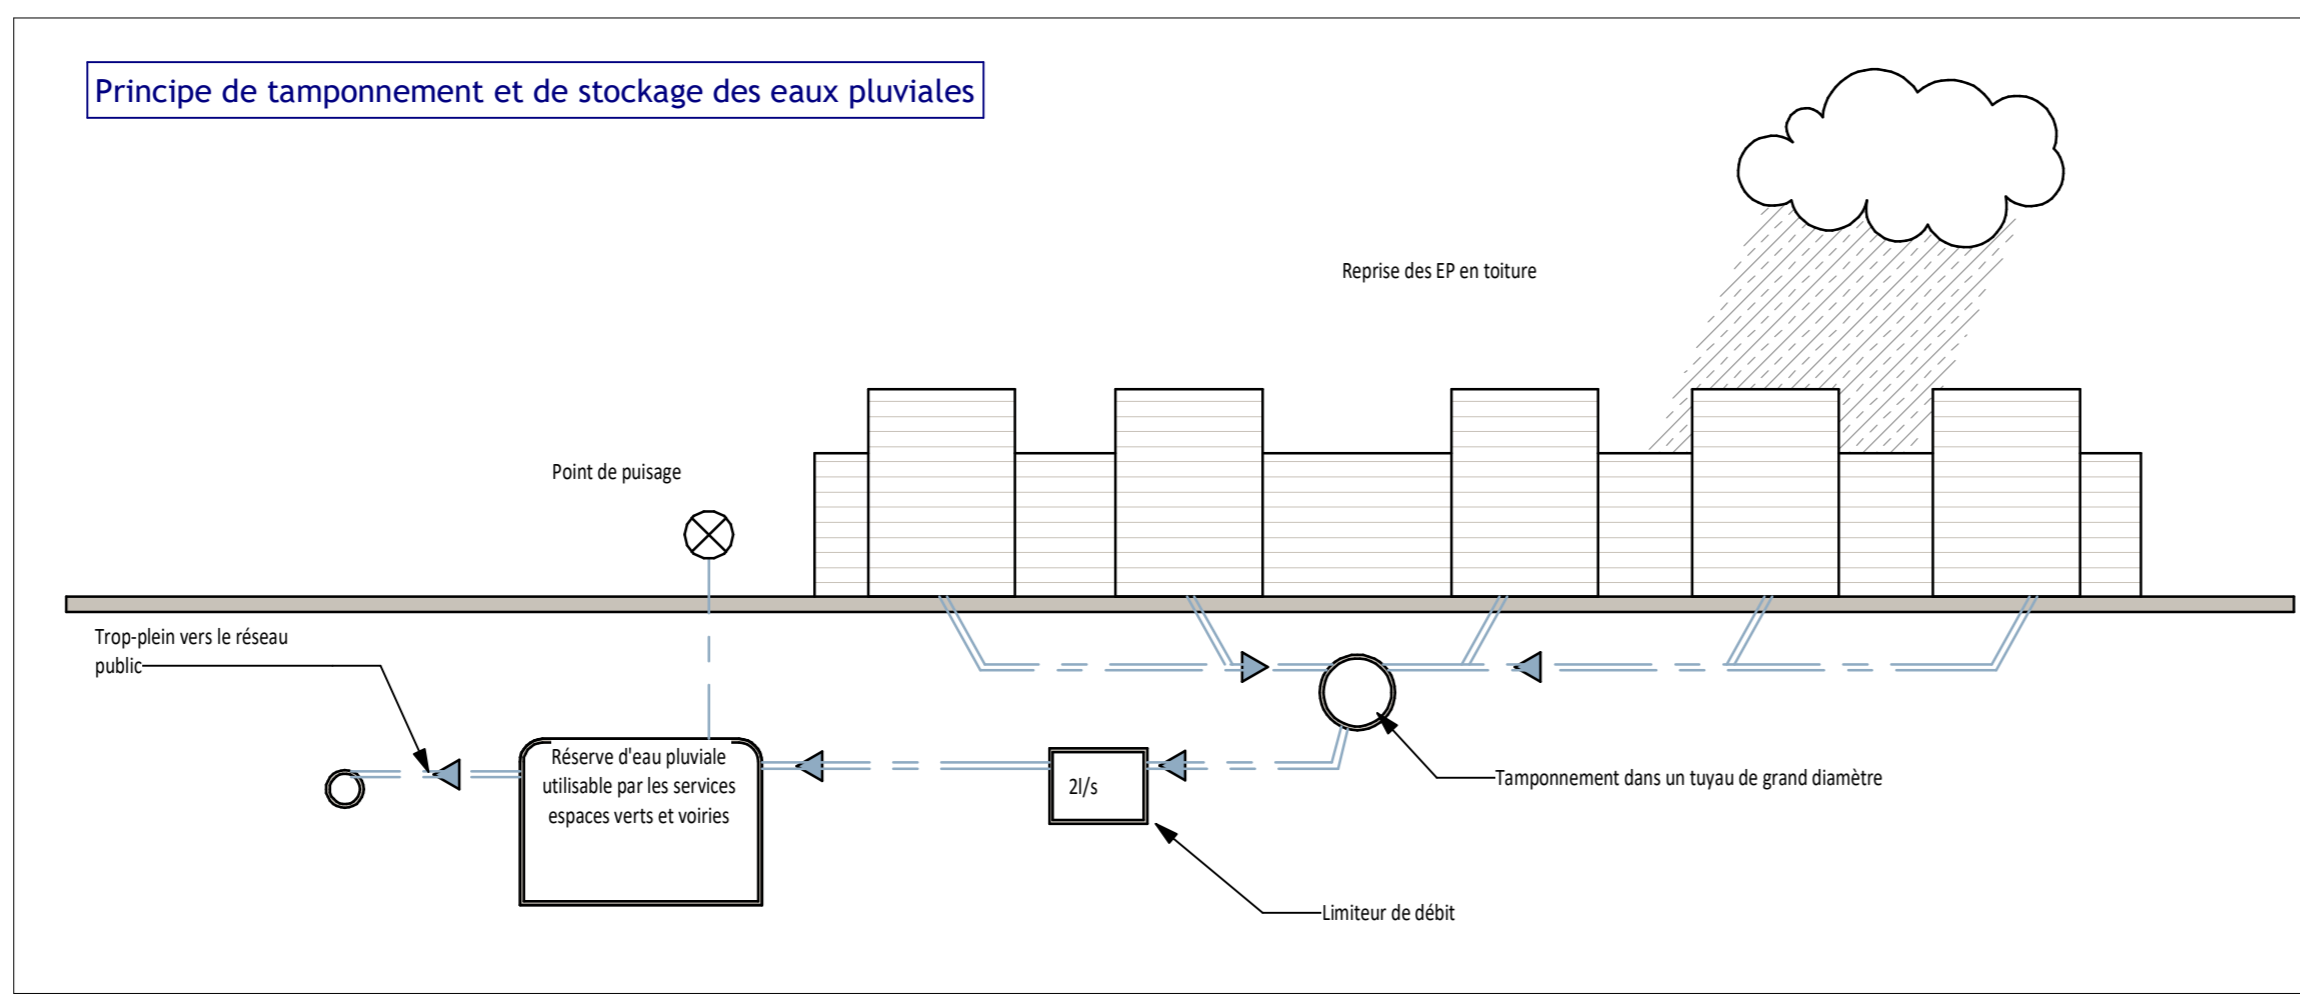 Principe de tamponnement et de stockage des eaux pluviales
Reprise des EP en toiture
Point de puisage
Trop-plein vers le réseau
public
Réserve d'eau pluviale
utilisable par les services
espaces verts et voiries
2l/s
Tamponnement dans un tuyau de grand diamètre
Limiteur de débit